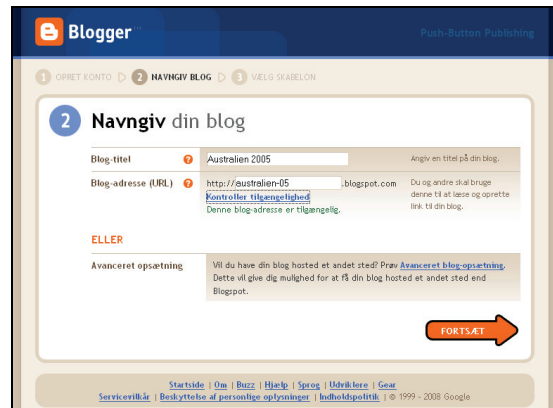 Blogger™
Push-Button Publishing
1 OPRET KONTO 2 NAVNGIV BLOG 3 VÆLG SKABELON
2 Navngiv din blog
Blog-titel ? Australien 2005 Angiv en titel på din blog.
Blog-adresse (URL) ? http://australien-05 .blogspot.com Du og andre skal bruge
Kontroller tilgængelighed denne til at læse og oprette
Denne blog-adresse er tilgængelig. link til din blog.
ELLER
Avanceret opsætning Vil du have din blog hosted et andet sted? Prøv Avanceret blog-opsætning.
Dette vil give dig mulighed for at få din blog hosted et andet sted end
Blogspot.
FORTSÆT
Startside | Om | Buzz | Hjælp | Sprog | Udviklere | Gear
Servicevilkår | Beskyttelse af personlige oplysninger | Indholdspolitik | © 1999 - 2008 Google